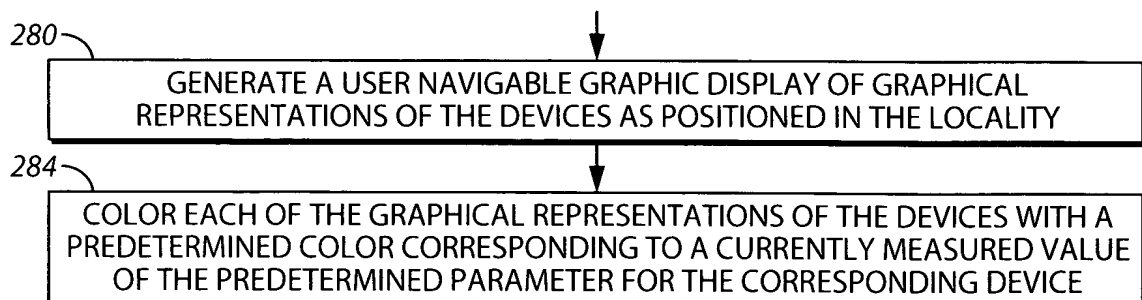 280
GENERATE A USER NAVIGABLE GRAPHIC DISPLAY OF GRAPHICAL
REPRESENTATIONS OF THE DEVICES AS POSITIONED IN THE LOCALITY
284
COLOR EACH OF THE GRAPHICAL REPRESENTATIONS OF THE DEVICES WITH A
PREDETERMINED COLOR CORRESPONDING TO A CURRENTLY MEASURED VALUE
OF THE PREDETERMINED PARAMETER FOR THE CORRESPONDING DEVICE